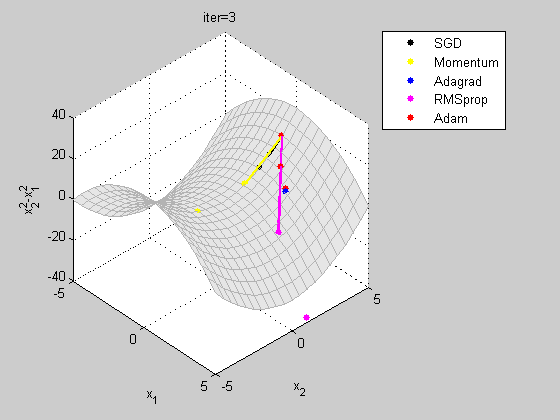 iter=3
SGD
Momentum
Adagrad
RMSprop
Adam
40
20
0
-20
-40
x₂²-x₁²
-5
0
5
x₁
-5
0
5
x₂